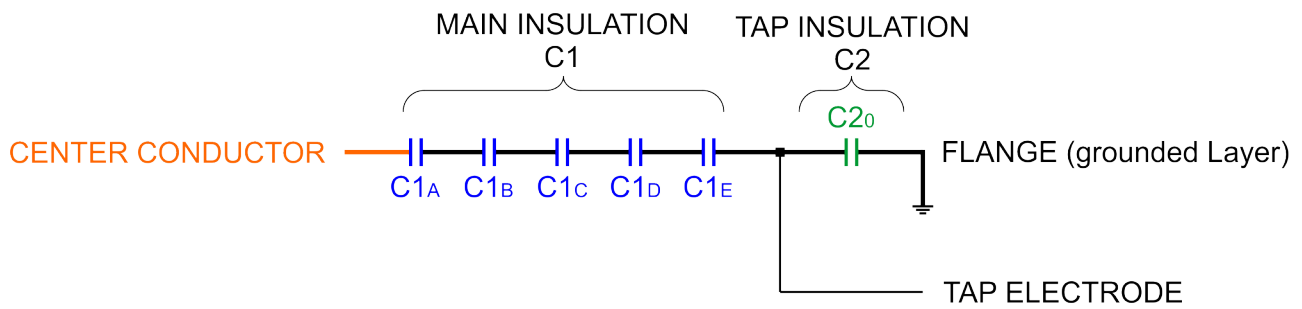 MAIN INSULATION
C1
TAP INSULATION
C2
C20
CENTER CONDUCTOR
FLANGE (grounded Layer)
C1A C1B C1C C1D C1E
TAP ELECTRODE